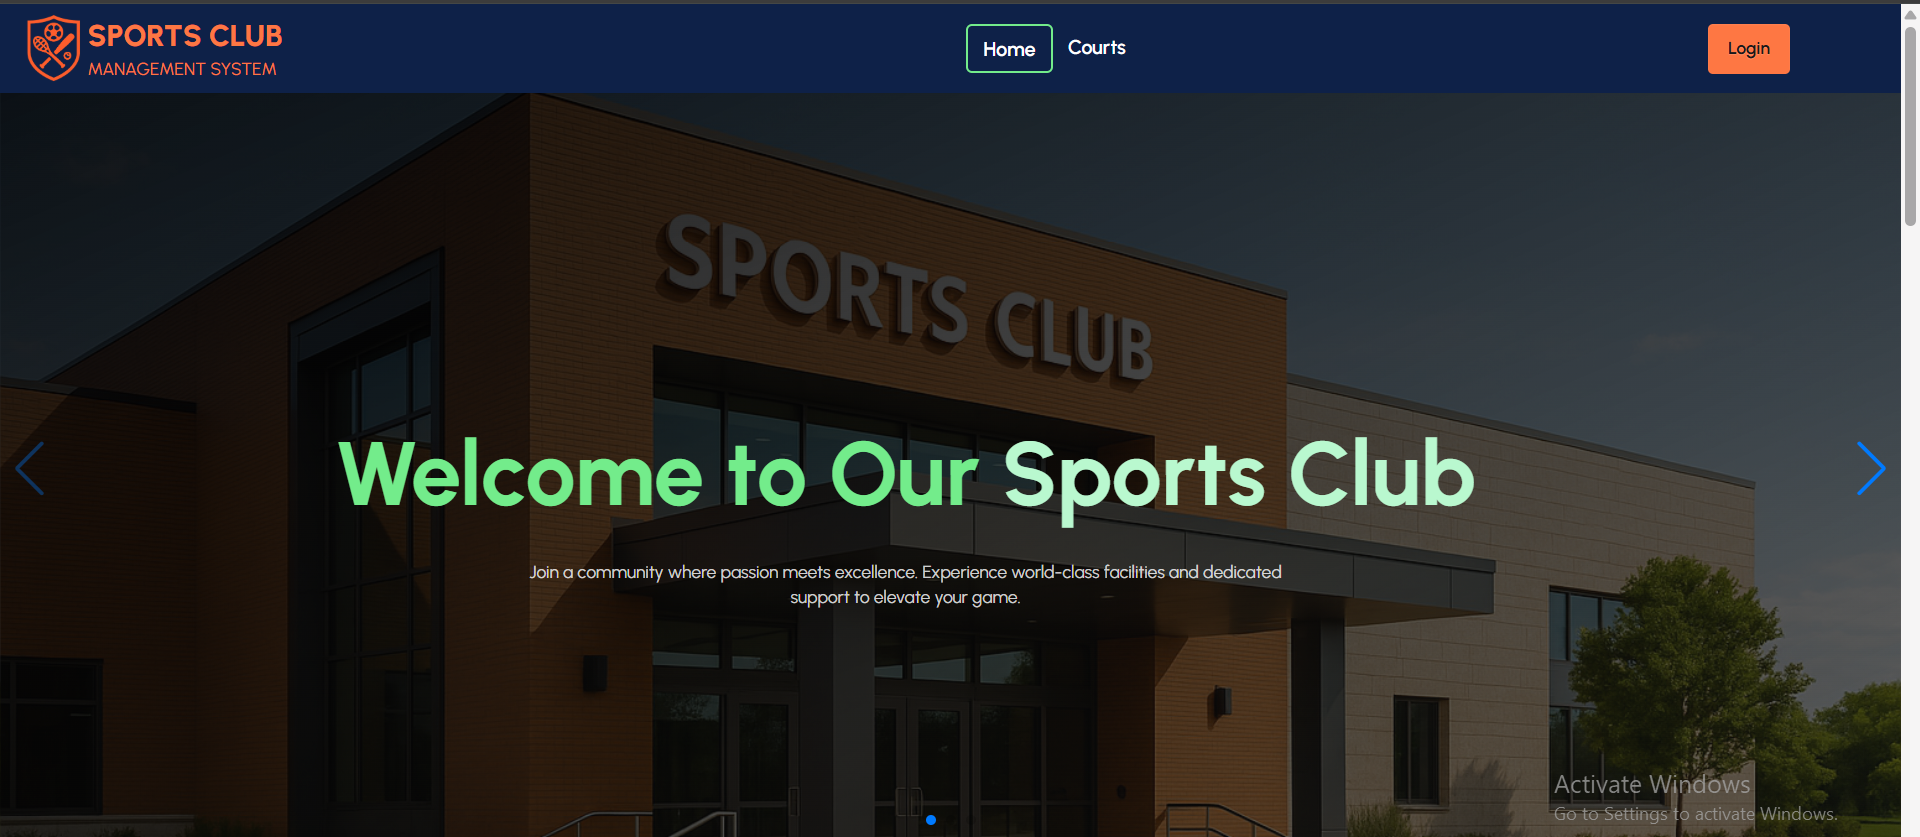 SPORTS CLUB
MANAGEMENT SYSTEM
Home
Courts
Login
SPORTS CLUB
Welcome to Our Sports Club
Join a community where passion meets excellence. Experience world-class facilities and dedicated
support to elevate your game.
Activate Windows
Go to Settings to activate Windows.